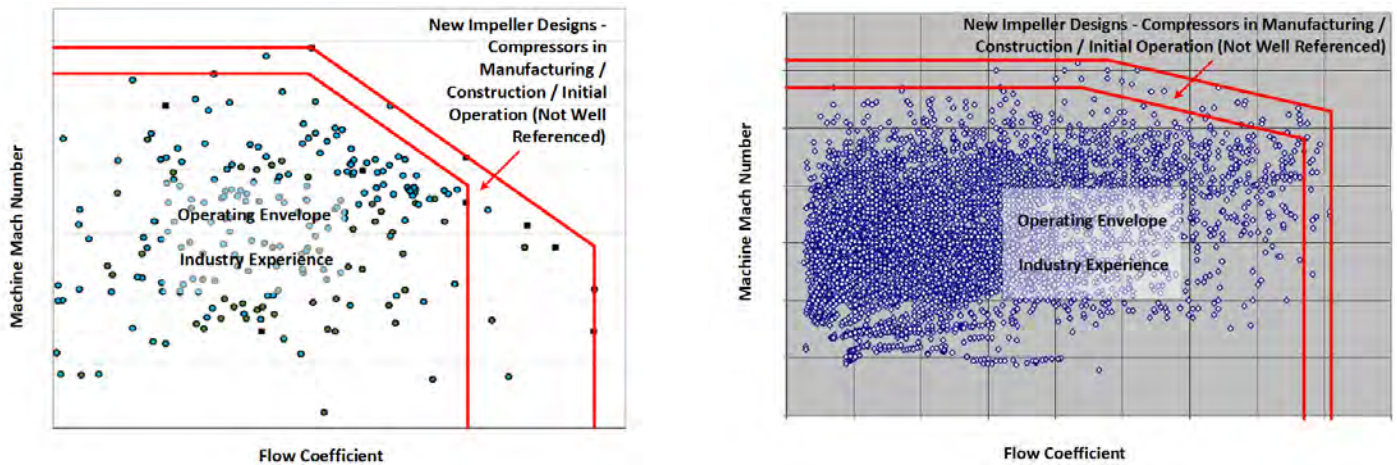 New Impeller Designs -
Compressors in
Manufacturing /
Construction / Initial
Operation (Not Well
Referenced)
Operating Envelope
Industry Experience
Machine Mach Number
Flow Coefficient
New Impeller Designs - Compressors in Manufacturing /
Construction / Initial Operation (Not Well Referenced)
Operating Envelope
Industry Experience
Machine Mach Number
Flow Coefficient